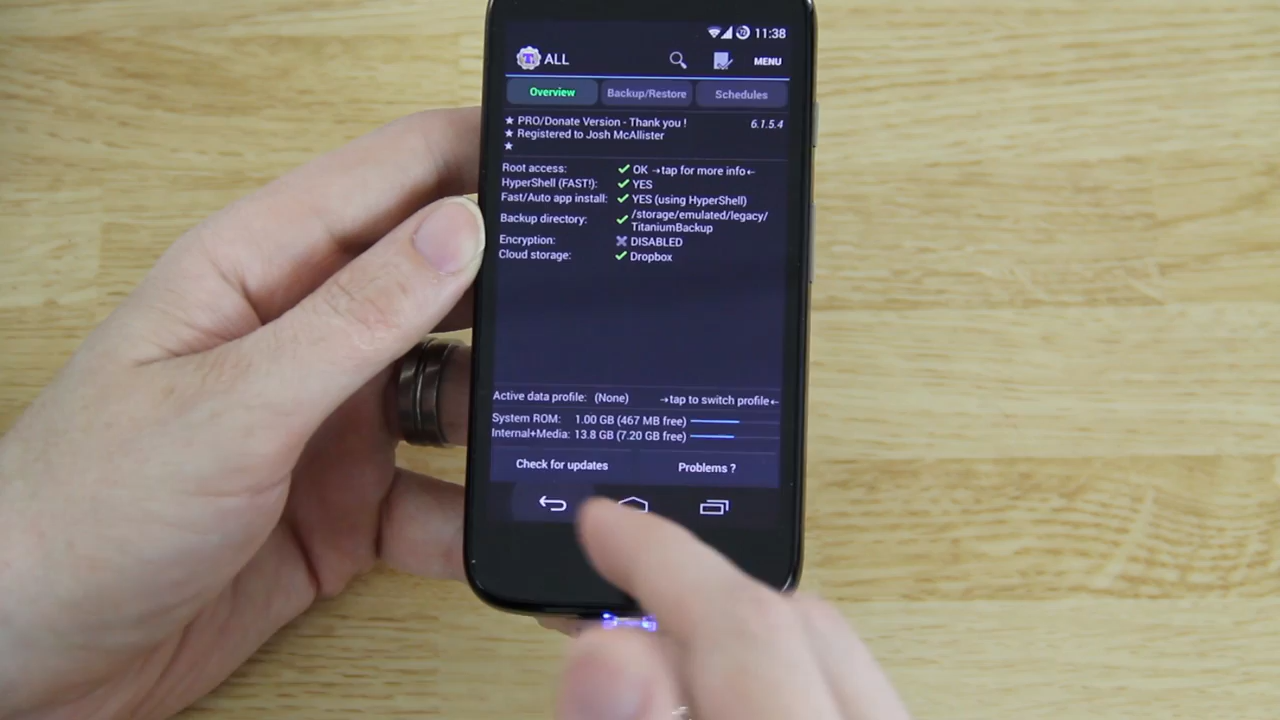 11:38
ALL
MENU
Overview
Backup/Restore
Schedules
★ PRO/Donate Version - Thank you ! 6.1.5.4
★ Registered to Josh McAllister
★
Root access: ✔ OK →tap for more info←
HyperShell (FAST!): ✔ YES
Fast/Auto app install: ✔ YES (using HyperShell)
Backup directory: ✔ /storage/emulated/legacy/
TitaniumBackup
Encryption: ✖ DISABLED
Cloud storage: ✔ Dropbox
Active data profile: (None) →tap to switch profile←
System ROM: 1.00 GB (467 MB free)
Internal+Media: 13.8 GB (7.20 GB free)
Check for updates
Problems ?